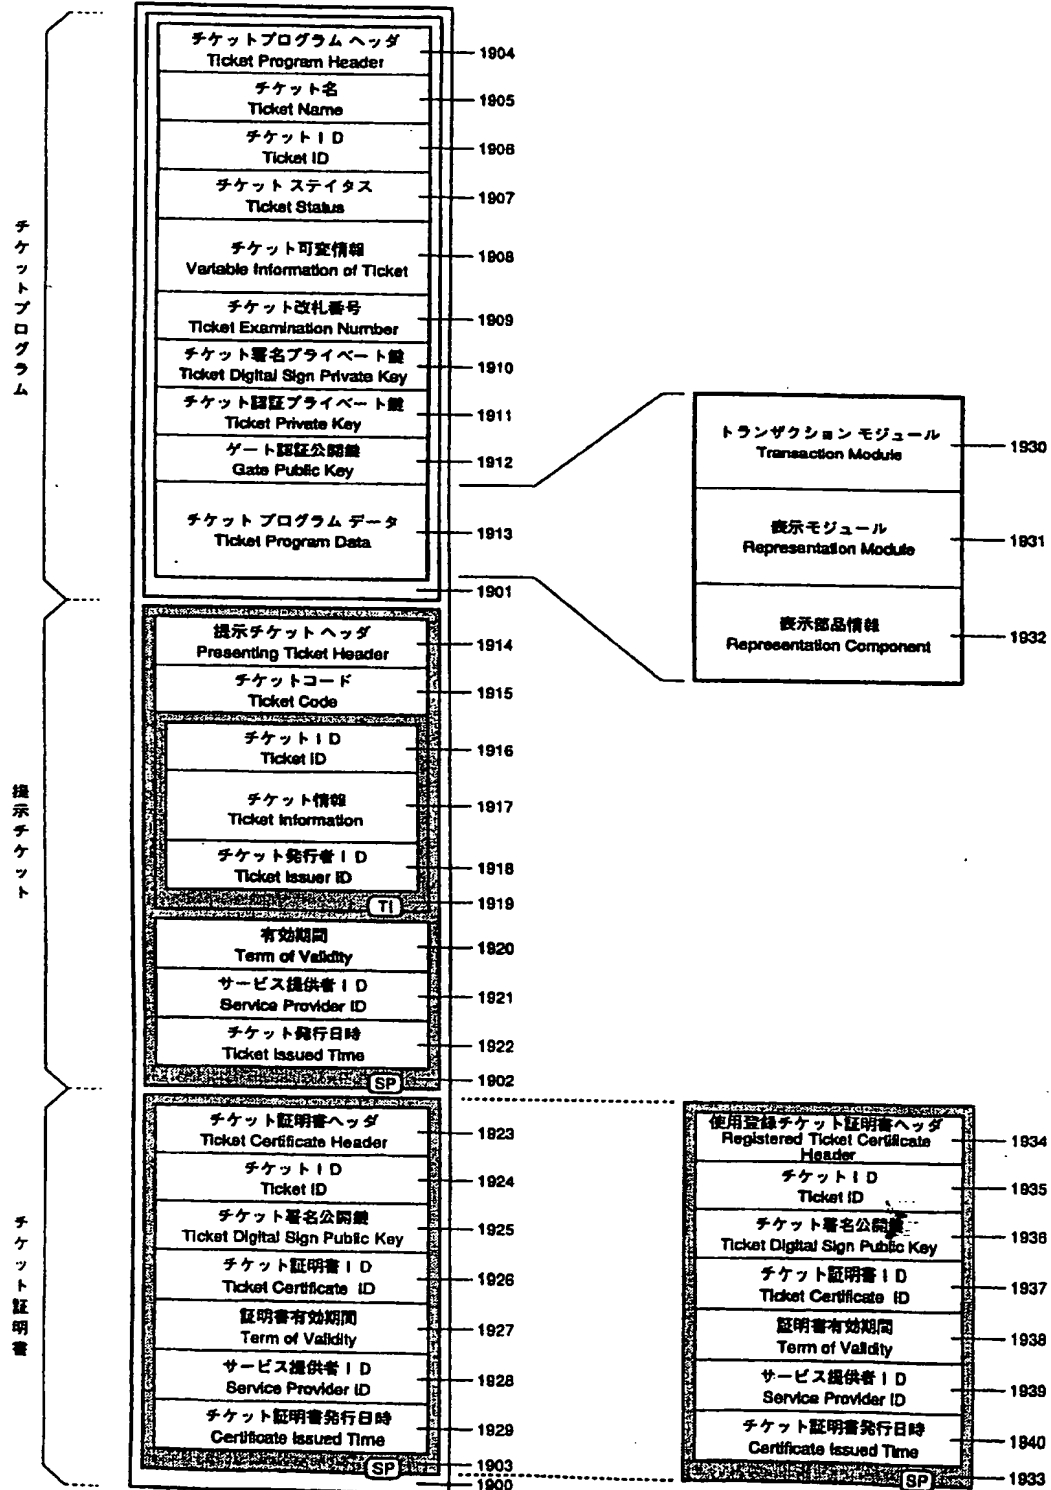 チケットプログラム
チケットプログラム ヘッダ
Ticket Program Header
1904
チケット名
Ticket Name
1905
チケットID
Ticket ID
1906
チケット ステイタス
Ticket Status
1907
チケット可変情報
Variable Information of Ticket
1908
チケット改札番号
Ticket Examination Number
1909
チケット署名プライベート鍵
Ticket Digital Sign Private Key
1910
チケット認証プライベート鍵
Ticket Private Key
1911
ゲート認証公開鍵
Gate Public Key
1912
チケット プログラム データ
Ticket Program Data
1913
1901
トランザクション モジュール
Transaction Module
1930
表示モジュール
Representation Module
1931
表示部品情報
Representation Component
1932
提示チケット
提示チケット ヘッダ
Presenting Ticket Header
1914
チケットコード
Ticket Code
1915
チケットID
Ticket ID
1916
チケット情報
Ticket Information
1917
チケット発行者ID
Ticket Issuer ID
1918
TI
1919
有効期間
Term of Validity
1920
サービス提供者ID
Service Provider ID
1921
チケット発行日時
Ticket Issued Time
1922
SP
1902
チケット証明書
チケット証明書ヘッダ
Ticket Certificate Header
1923
チケットID
Ticket ID
1924
チケット署名公開鍵
Ticket Digital Sign Public Key
1925
チケット証明書ID
Ticket Certificate ID
1926
証明書有効期間
Term of Validity
1927
サービス提供者ID
Service Provider ID
1928
チケット証明書発行日時
Certificate Issued Time
1929
SP
1903
1900
使用登録チケット証明書ヘッダ
Registered Ticket Certificate
Header
1934
チケットID
Ticket ID
1935
チケット署名公開鍵
Ticket Digital Sign Public Key
1936
チケット証明書ID
Ticket Certificate ID
1937
証明書有効期間
Term of Validity
1938
サービス提供者ID
Service Provider ID
1939
チケット証明書発行日時
Certificate Issued Time
1940
SP
1933